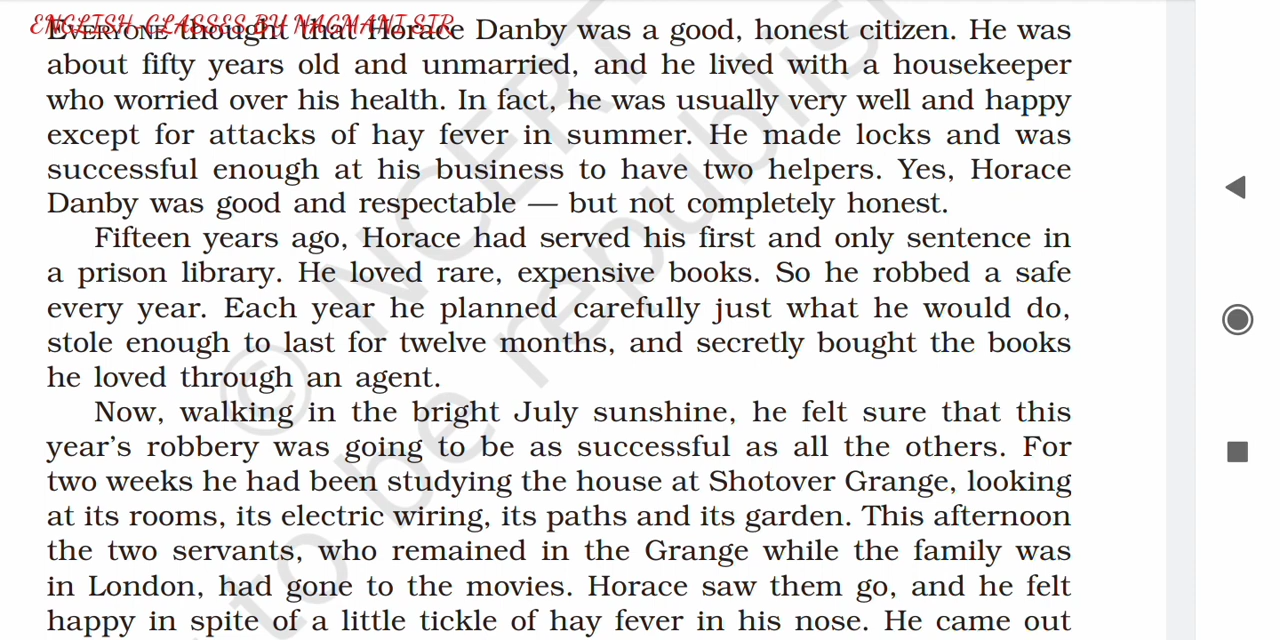 ENGLISH CLASSES BY NAGMANI SIR
EVERYONE thought that Horace Danby was a good, honest citizen. He was
about fifty years old and unmarried, and he lived with a housekeeper
who worried over his health. In fact, he was usually very well and happy
except for attacks of hay fever in summer. He made locks and was
successful enough at his business to have two helpers. Yes, Horace
Danby was good and respectable — but not completely honest.
Fifteen years ago, Horace had served his first and only sentence in
a prison library. He loved rare, expensive books. So he robbed a safe
every year. Each year he planned carefully just what he would do,
stole enough to last for twelve months, and secretly bought the books
he loved through an agent.
Now, walking in the bright July sunshine, he felt sure that this
year's robbery was going to be as successful as all the others. For
two weeks he had been studying the house at Shotover Grange, looking
at its rooms, its electric wiring, its paths and its garden. This afternoon
the two servants, who remained in the Grange while the family was
in London, had gone to the movies. Horace saw them go, and he felt
happy in spite of a little tickle of hay fever in his nose. He came out
© NCERT
to be republis